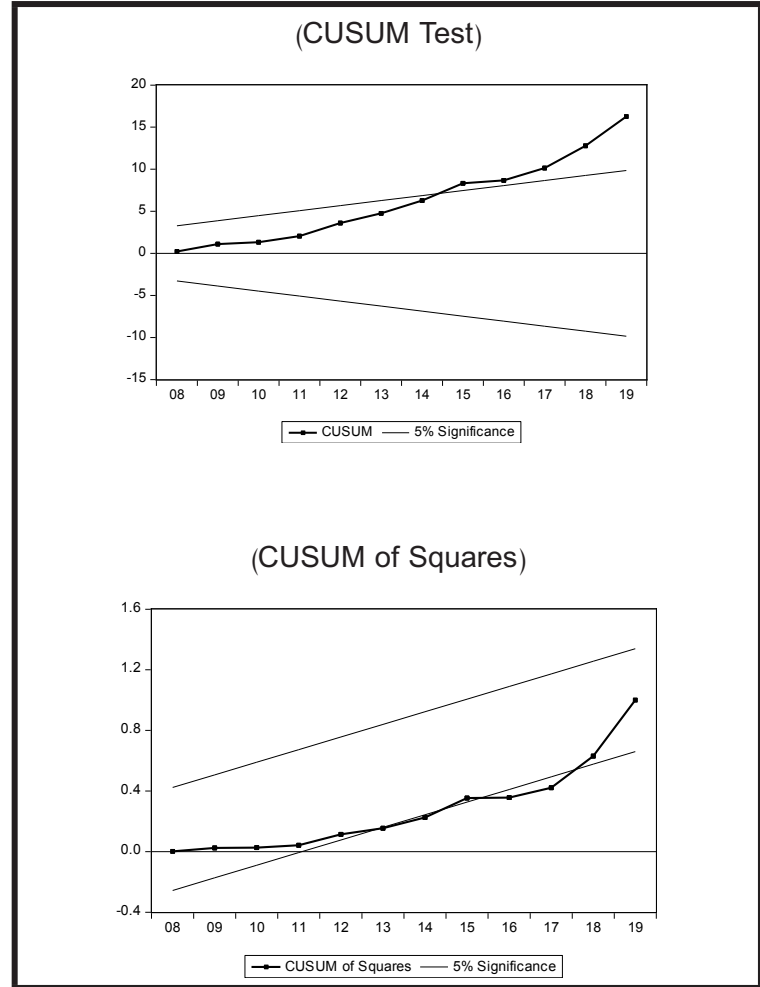 (CUSUM Test)
20
15
10
5
0
-5
-10
-15
08 09 10 11 12 13 14 15 16 17 18 19
CUSUM 5% Significance
(CUSUM of Squares)
1.6
1.2
0.8
0.4
0.0
-0.4
08 09 10 11 12 13 14 15 16 17 18 19
CUSUM of Squares 5% Significance